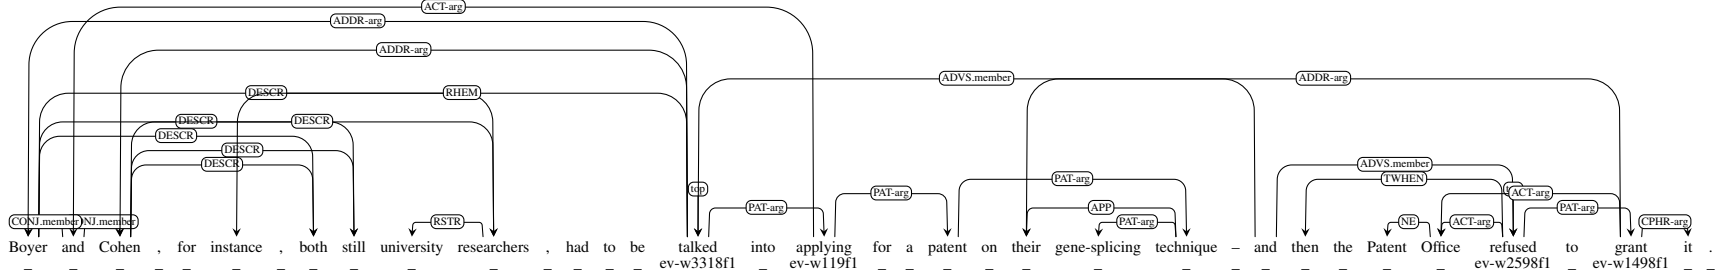 ACT-arg
ADDR-arg
ADDR-arg
ADVS.member ADDR-arg
DESCR RHEM
DESCR DESCR
DESCR
DESCR
DESCR
ADVS.member
PAT-arg TWHEN
top
PAT-arg ACT-arg
PAT-arg APP PAT-arg
CONJ.member NJ.member RSTR PAT-arg NE ACT-arg CPHR-arg
Boyer and Cohen , for instance , both still university researchers , had to be talked into applying for a patent on their gene-splicing technique – and then the Patent Office refused to grant it .
ev-w3318f1 ev-w119f1 ev-w2598f1 ev-w1498f1